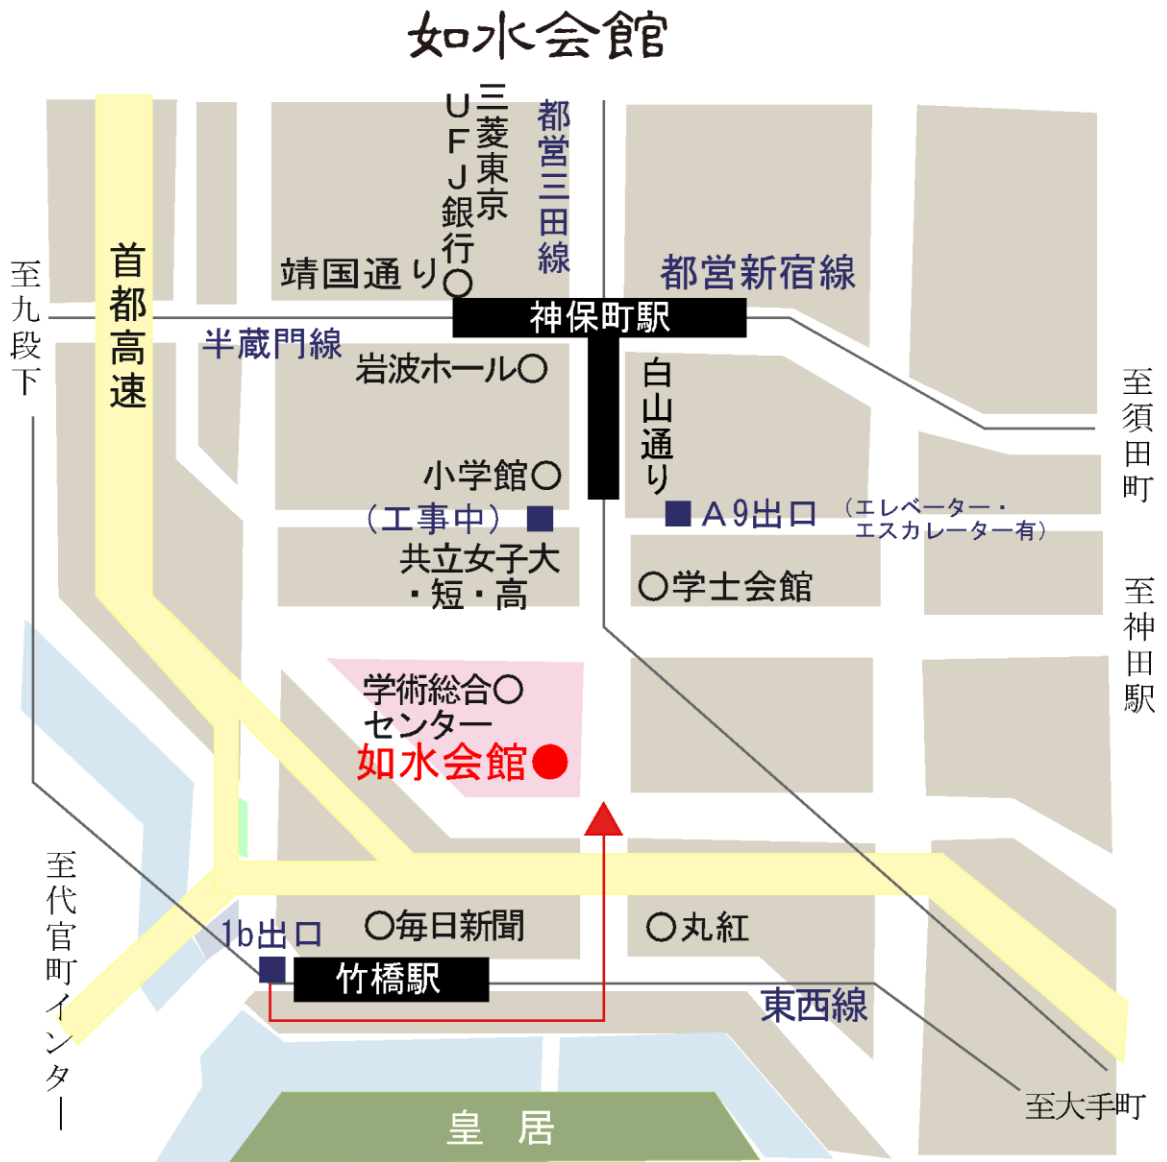 如水会館
三菱東京
UFJ銀行
都営三田線
首都高速
至九段下
靖国通り
都営新宿線
神保町駅
半蔵門線
岩波ホール
白山通り
至須田町
小学館
（工事中）
A9出口
（エレベーター・
エスカレーター有）
共立女子大
・短・高
学士会館
至神田駅
学術総合
センター
如水会館
至代官町インター
1b出口
毎日新聞
丸紅
竹橋駅
東西線
至大手町
皇居